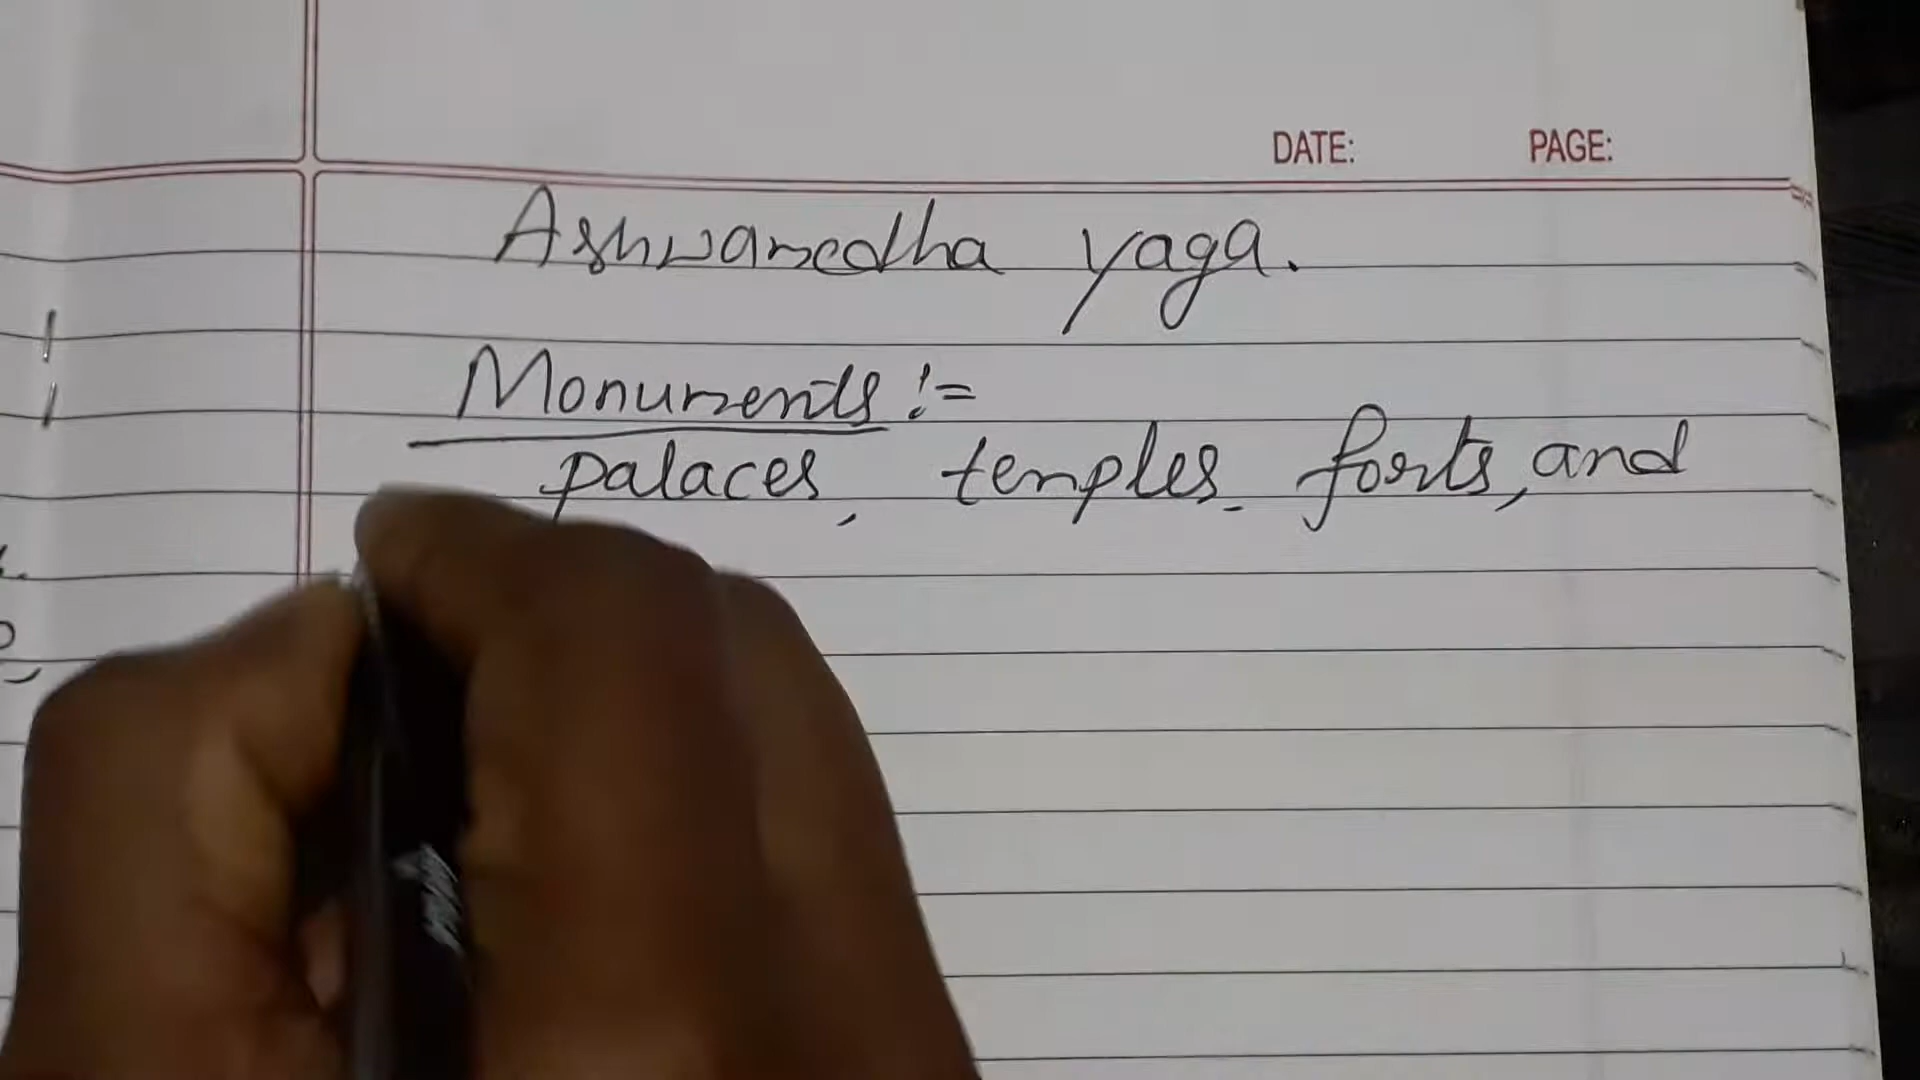 DATE: PAGE:
Ashwamedha yaga.
Monuments :=
palaces, temples, forts, and